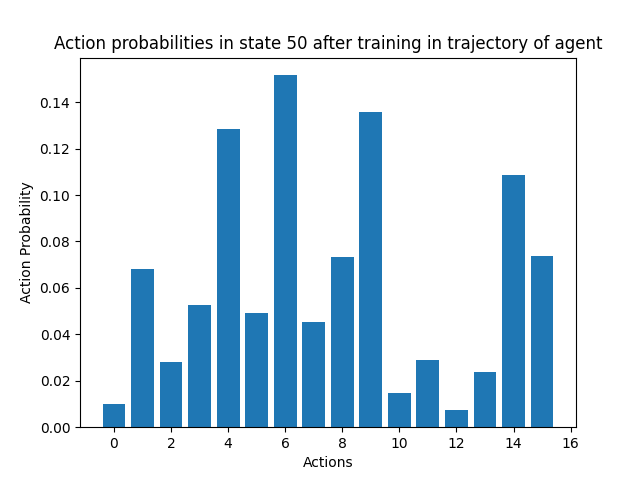 Action probabilities in state 50 after training in trajectory of agent
0.14
0.12
0.10
0.08
0.06
0.04
0.02
0.00
Action Probability
0 2 4 6 8 10 12 14 16
Actions